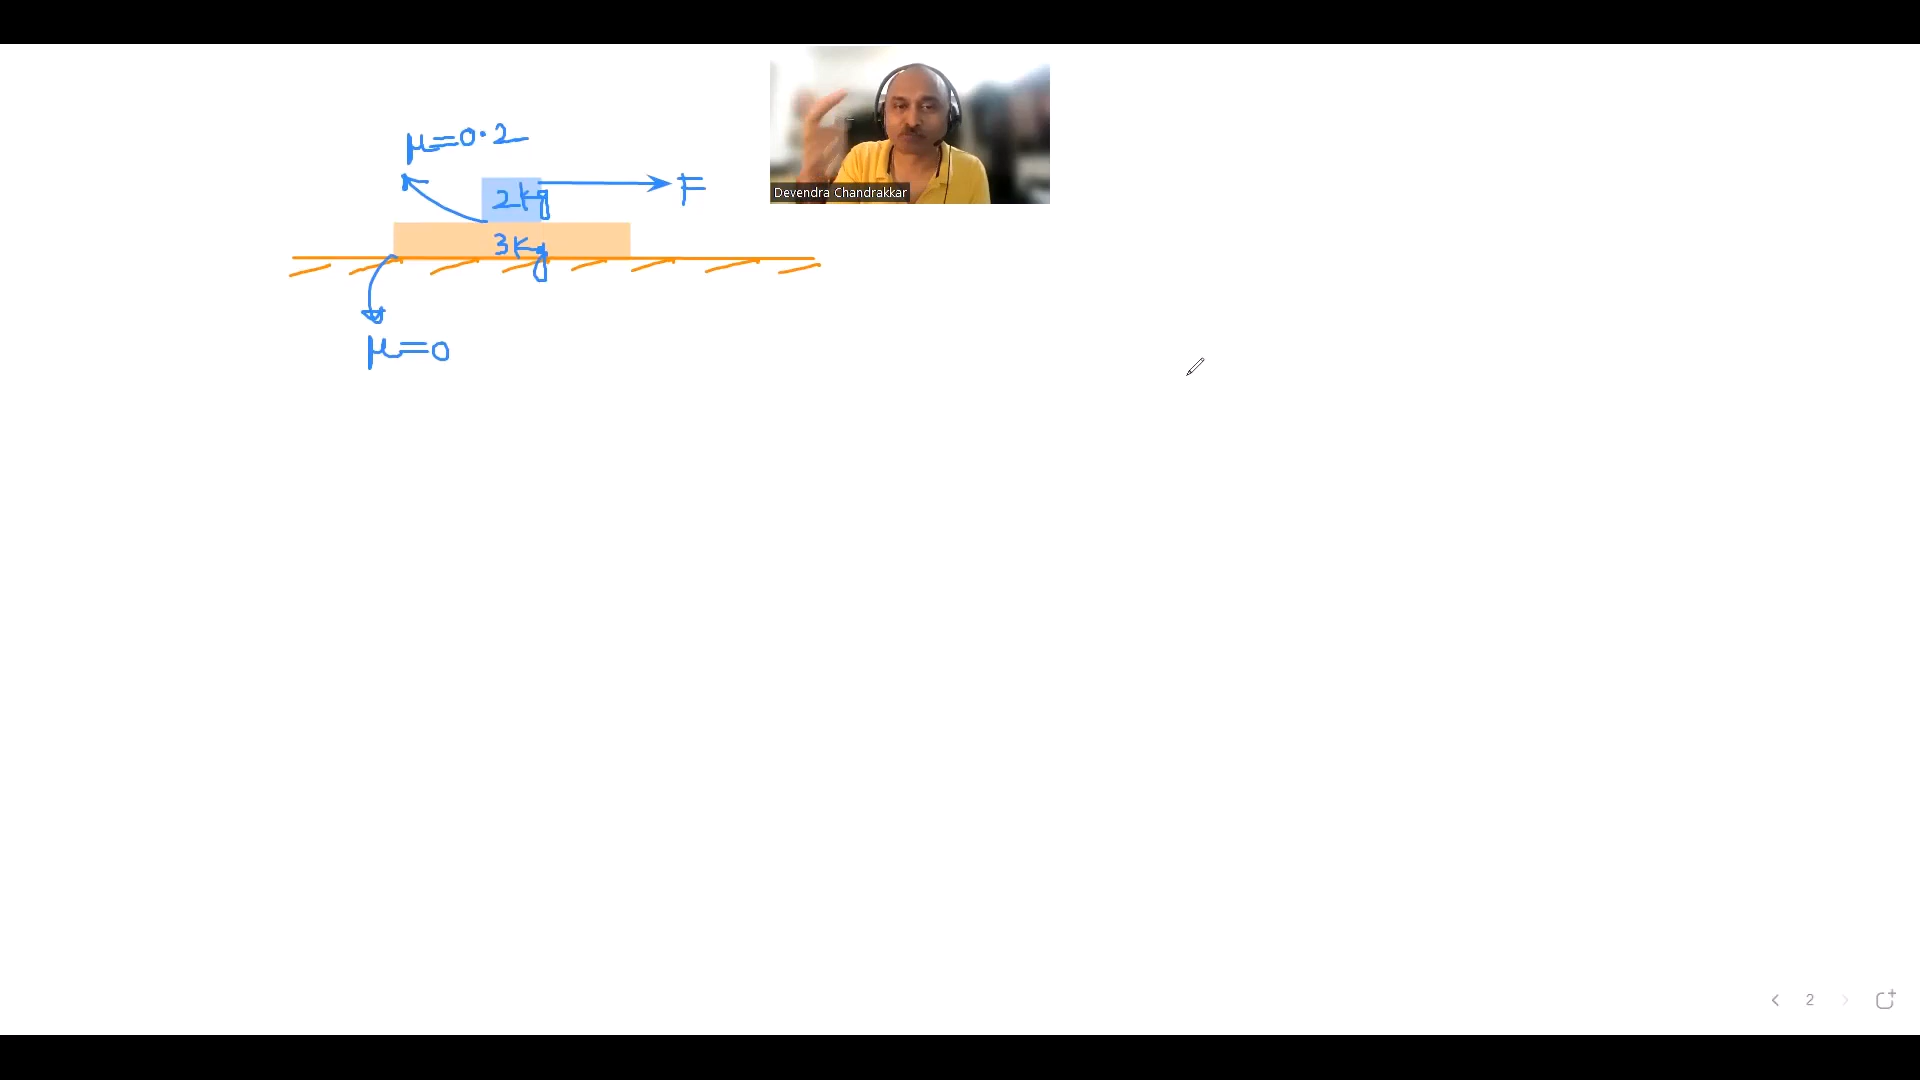 μ=0.2
2kg
F
Devendra Chandrakkar
3kg
μ=0
2